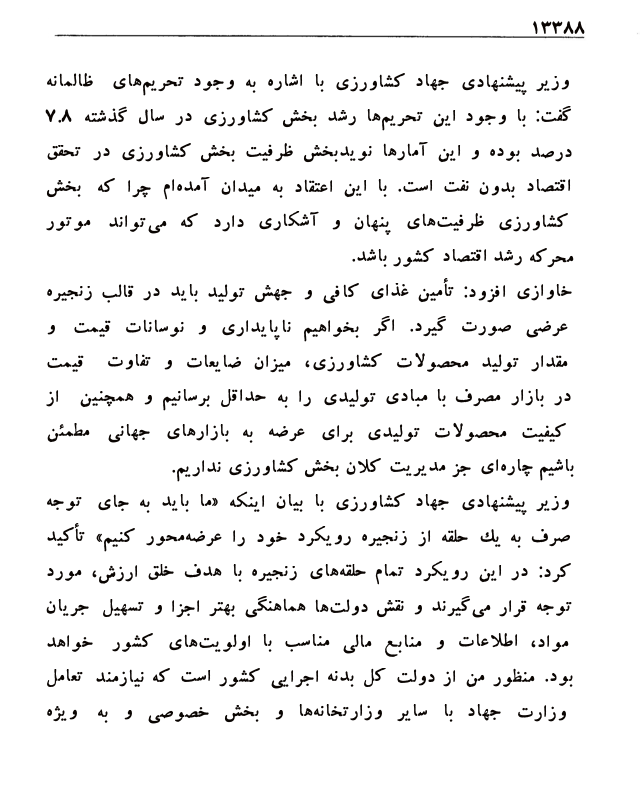 ۱۳۳۸۸
وزیر پیشنهادی جهاد کشاورزی با اشاره به وجود تحریم‌های ظالمانه
گفت: با وجود این تحریم‌ها رشد بخش کشاورزی در سال گذشته ۷.۸
درصد بوده و این آمارها نویدبخش ظرفیت بخش کشاورزی در تحقق
اقتصاد بدون نفت است. با این اعتقاد به میدان آمده‌ام چرا که بخش
کشاورزی ظرفیت‌های پنهان و آشکاری دارد که می‌تواند موتور
محرکه رشد اقتصاد کشور باشد.
خاوازی افزود: تأمین غذای کافی و جهش تولید باید در قالب زنجیره
عرضی صورت گیرد. اگر بخواهیم ناپایداری و نوسانات قیمت و
مقدار تولید محصولات کشاورزی، میزان ضایعات و تفاوت قیمت
در بازار مصرف با مبادی تولیدی را به حداقل برسانیم و همچنین از
کیفیت محصولات تولیدی برای عرضه به بازارهای جهانی مطمئن
باشیم چاره‌ای جز مدیریت کلان بخش کشاورزی نداریم.
وزیر پیشنهادی جهاد کشاورزی با بیان اینکه «ما باید به جای توجه
صرف به یك حلقه از زنجیره رویکرد خود را عرضه‌محور کنیم» تأکید
کرد: در این رویکرد تمام حلقه‌های زنجیره با هدف خلق ارزش، مورد
توجه قرار می‌گیرند و نقش دولت‌ها هماهنگی بهتر اجزا و تسهیل جریان
مواد، اطلاعات و منابع مالی مناسب با اولویت‌های کشور خواهد
بود. منظور من از دولت کل بدنه اجرایی کشور است که نیازمند تعامل
وزارت جهاد با سایر وزارتخانه‌ها و بخش خصوصی و به ویژه